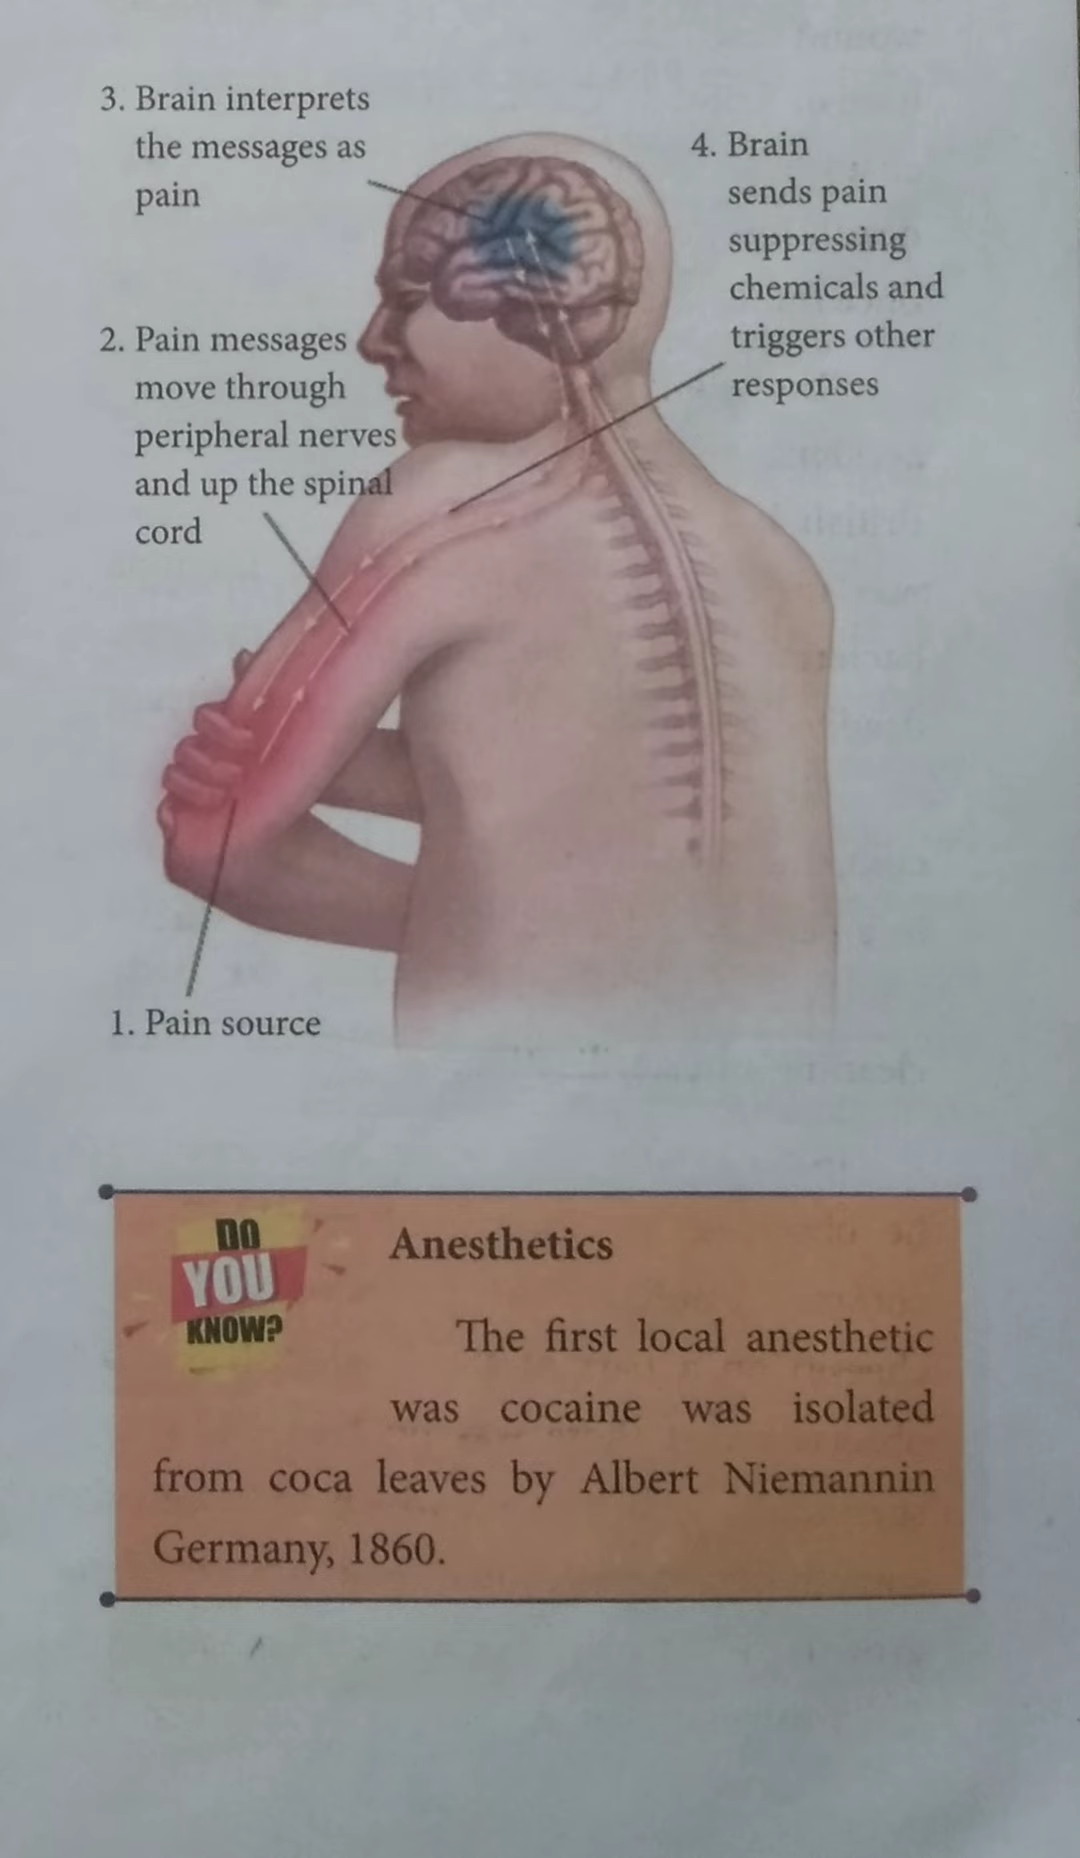 3. Brain interprets
the messages as
pain
4. Brain
sends pain
suppressing
chemicals and
triggers other
responses
2. Pain messages
move through
peripheral nerves
and up the spinal
cord
1. Pain source
DO
YOU
KNOW?
Anesthetics
The first local anesthetic
was cocaine was isolated
from coca leaves by Albert Niemannin
Germany, 1860.